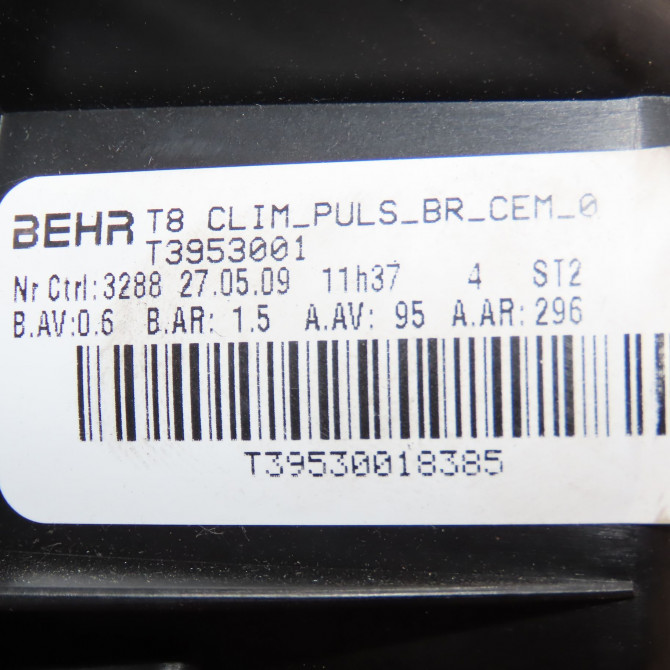 BEHR T8 CLIM_PULS_BR_CEM_0
T3953001
Nr Ctrl:3288 27.05.09 11h37 4 ST2
B.AV:0.6 B.AR: 1.5 A.AV: 95 A.AR:296
T39530018385